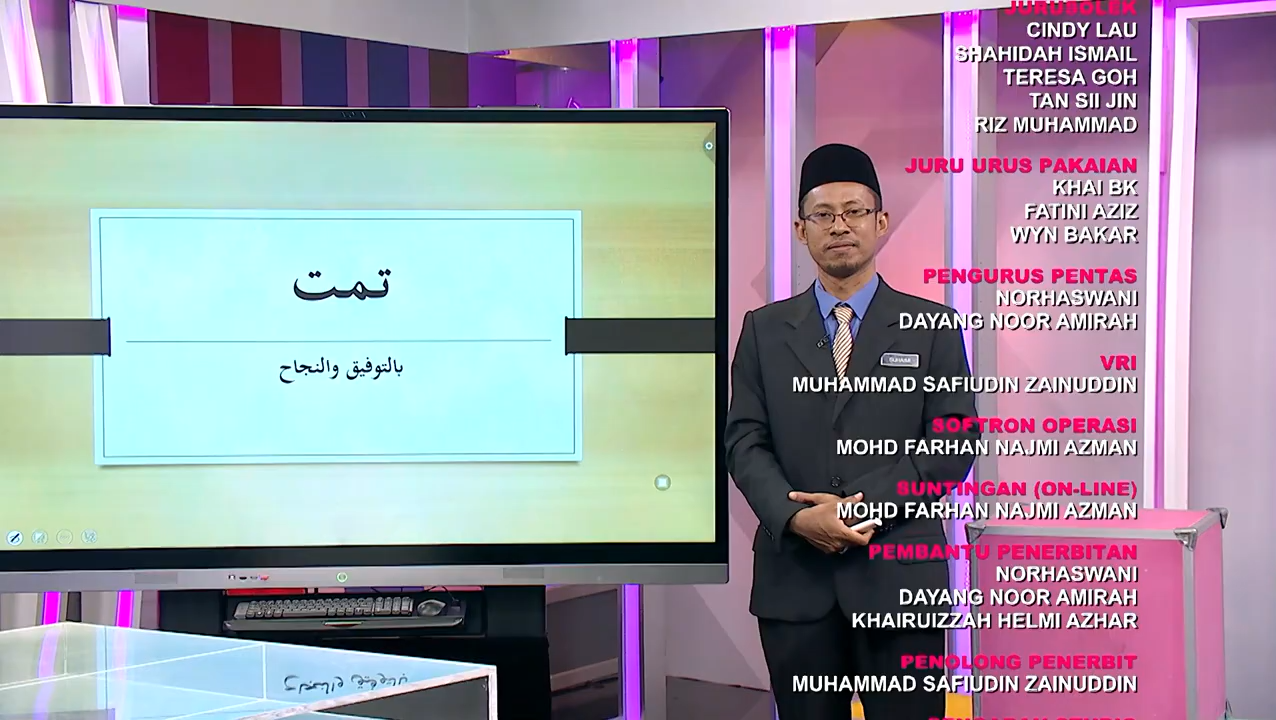 تمت
بالتوفيق والنجاح
SUHAIMI
JURUSOLEK
CINDY LAU
SHAHIDAH ISMAIL
TERESA GOH
TAN SII JIN
RIZ MUHAMMAD
JURU URUS PAKAIAN
KHAI BK
FATINI AZIZ
WYN BAKAR
PENGURUS PENTAS
NORHASWANI
DAYANG NOOR AMIRAH
VRI
MUHAMMAD SAFIUDIN ZAINUDDIN
SOFTRON OPERASI
MOHD FARHAN NAJMI AZMAN
SUNTINGAN (ON-LINE)
MOHD FARHAN NAJMI AZMAN
PEMBANTU PENERBITAN
NORHASWANI
DAYANG NOOR AMIRAH
KHAIRUIZZAH HELMI AZHAR
PENOLONG PENERBIT
MUHAMMAD SAFIUDIN ZAINUDDIN